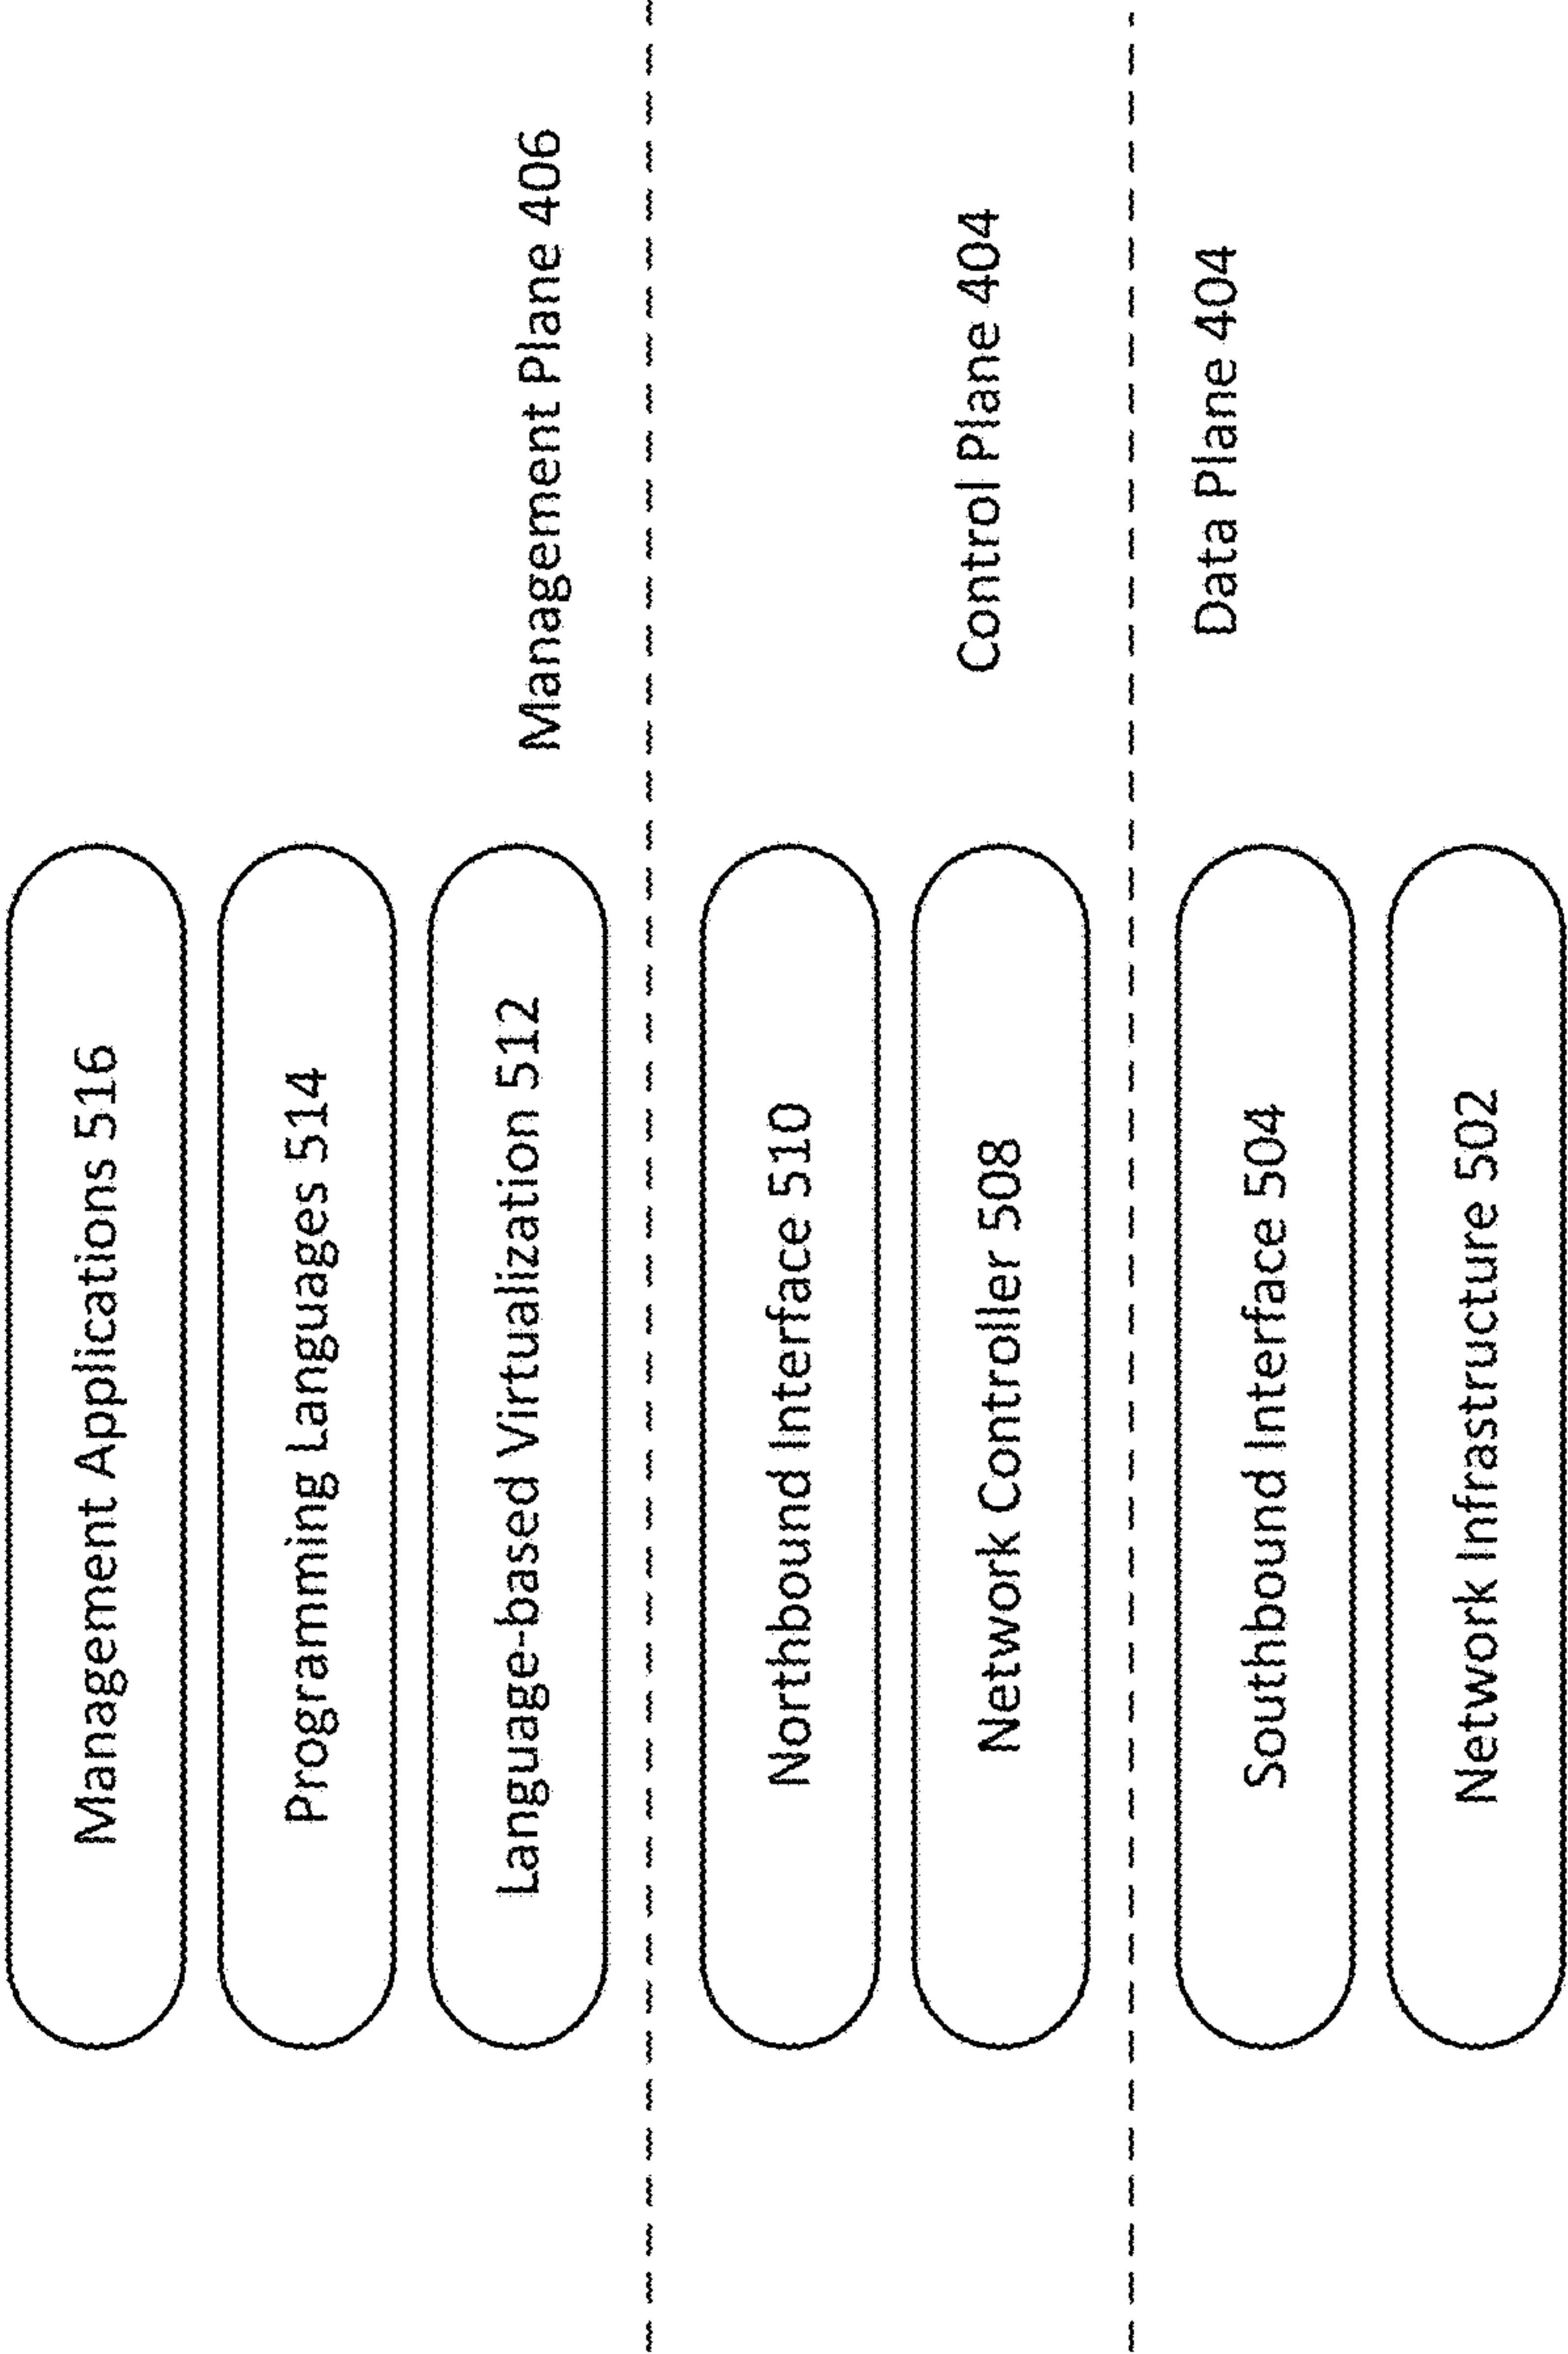 Management Applications 516
Programming Languages 514
Language-based Virtualization 512
Management Plane 406
Northbound Interface 510
Network Controller 508
Control Plane 404
Data Plane 404
Southbound Interface 504
Network Infrastructure 502